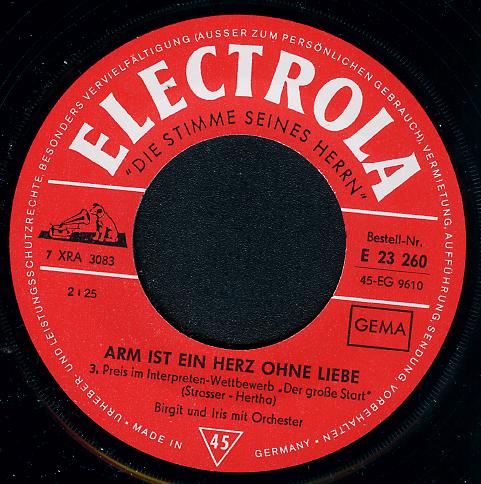 URHEBER- UND LEISTUNGSSCHUTZRECHTE, BESONDERS VERVIELFÄLTIGUNG (AUSSER ZUM PERSÖNLICHEN GEBRAUCH), VERMIETUNG, AUFFÜHRUNG, SENDUNG VORBEHALTEN
ELECTROLA
"DIE STIMME SEINES HERRN"
7 XRA 3083
2 : 25
Bestell-Nr.
E 23 260
45-EG 9610
GEMA
ARM IST EIN HERZ OHNE LIEBE
3. Preis im Interpreten-Wettbewerb „Der große Start"
(Strosser - Hertha)
Birgit und Iris mit Orchester
• MADE IN
45
GERMANY •